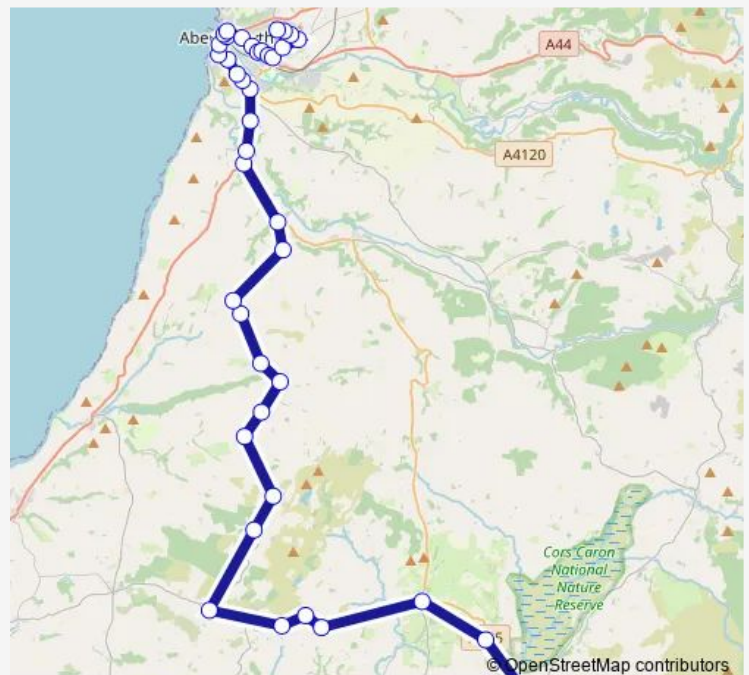 A44
A4120
Cors Caron
National
Nature
Reserve
© OpenStreetMap contributors